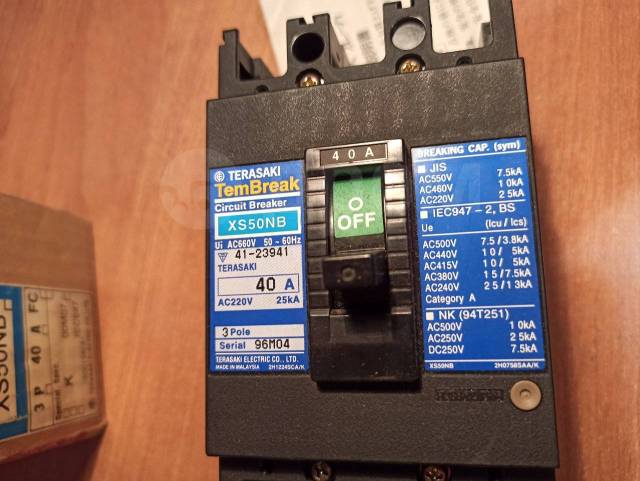 40A
TERASAKI
TemBreak
Circuit Breaker
XS50NB
Ui AC660V 50-60Hz
41-23941
TERASAKI
40 A
AC220V 25kA
3 Pole
Serial 96M04
TERASAKI ELECTRIC CO., LTD.
MADE IN MALAYSIA 2H1224SCA/K
OFF
BREAKING CAP. (sym)
JIS
AC550V 7.5kA
AC460V 10kA
AC220V 25kA
IEC947-2, BS
Ue (Icu / Ics)
AC500V 7.5/3.8kA
AC440V 10/ 5kA
AC415V 10/ 5kA
AC380V 15/7.5kA
AC240V 25/13kA
Category A
NK (94T251)
AC500V 10kA
AC250V 25kA
DC250V 7.5kA
XS50NB 2H0758SAA/K
XS50NB
3 P 40 A FC
K